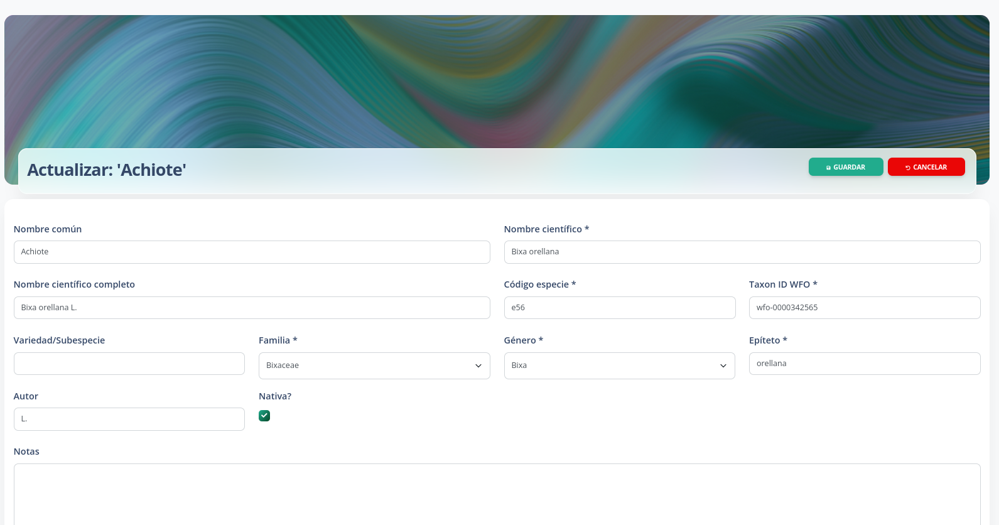 Actualizar: 'Achiote'
GUARDAR
CANCELAR
Nombre común
Nombre científico *
Achiote
Bixa orellana
Nombre científico completo
Código especie *
Taxon ID WFO *
Bixa orellana L.
e56
wfo-0000342565
Variedad/Subespecie
Familia *
Género *
Epíteto *
Bixaceae
Bixa
orellana
Autor
Nativa?
L.
Notas